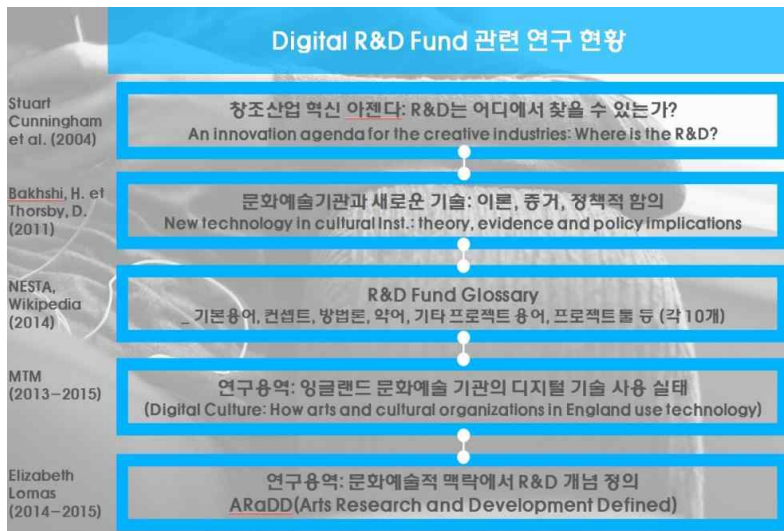 Digital R&D Fund 관련 연구 현황
Stuart
Cunningham
et al. (2004)
창조산업 혁신 아젠다: R&D는 어디에서 찾을 수 있는가?
An innovation agenda for the creative industries: Where is the R&D?
Bakhshi, H. et
Thorsby, D.
(2011)
문화예술기관과 새로운 기술: 이론, 증거, 정책적 함의
New technology in cultural Inst.: theory, evidence and policy implications
NESTA,
Wikipedia
(2014)
R&D Fund Glossary
_ 기본용어, 컨셉트, 방법론, 약어, 기타 프로젝트 용어, 프로젝트 툴 등 (각 10개)
MTM
(2013-2015)
연구용역: 잉글랜드 문화예술 기관의 디지털 기술 사용 실태
(Digital Culture: How arts and cultural organizations in England use technology)
Elizabeth
Lomas
(2014-2015)
연구용역: 문화예술적 맥락에서 R&D 개념 정의
ARaDD(Arts Research and Development Defined)